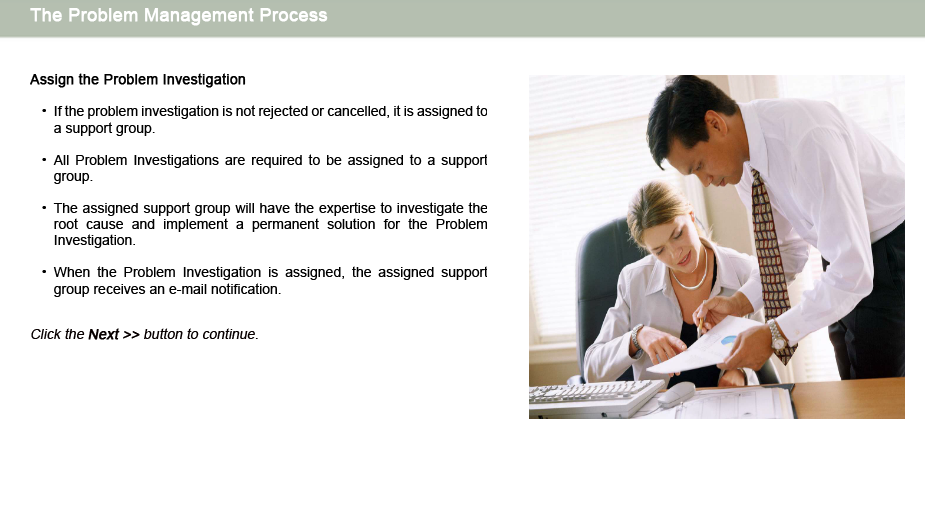 The Problem Management Process
Assign the Problem Investigation
• If the problem investigation is not rejected or cancelled, it is assigned to
a support group.
• All Problem Investigations are required to be assigned to a support
group.
• The assigned support group will have the expertise to investigate the
root cause and implement a permanent solution for the Problem
Investigation.
• When the Problem Investigation is assigned, the assigned support
group receives an e-mail notification.
Click the Next >> button to continue.